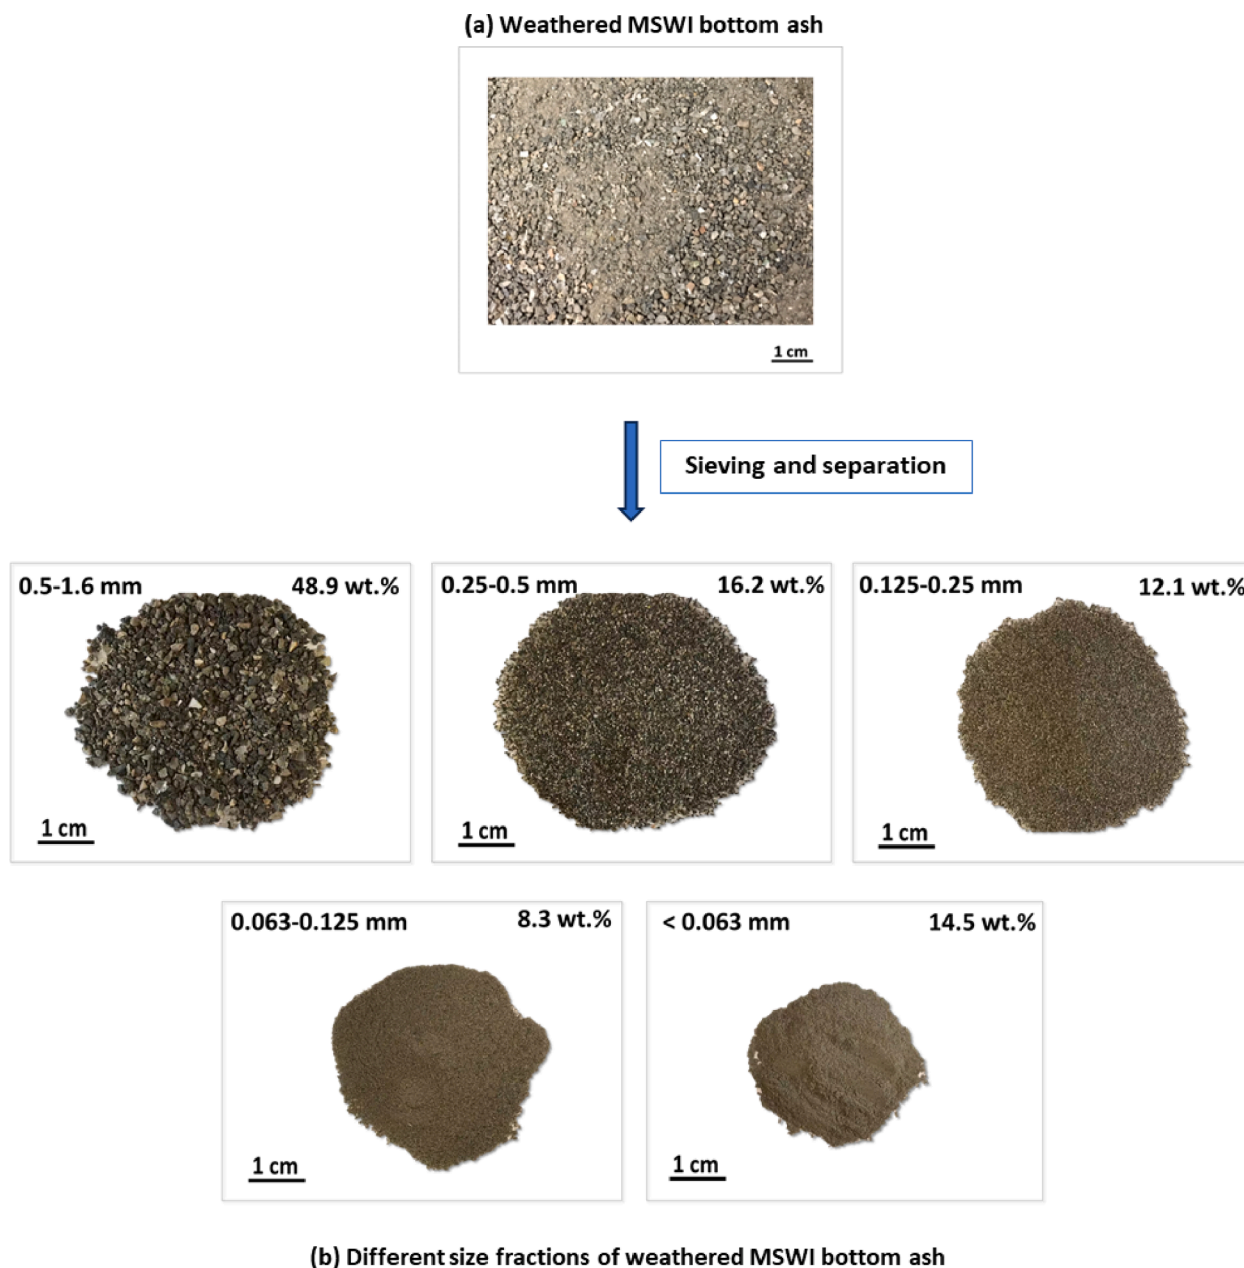 (a) Weathered MSWI bottom ash
1 cm
Sieving and separation
0.5-1.6 mm 48.9 wt.%
1 cm
0.25-0.5 mm 16.2 wt.%
1 cm
0.125-0.25 mm 12.1 wt.%
1 cm
0.063-0.125 mm 8.3 wt.%
1 cm
< 0.063 mm 14.5 wt.%
1 cm
(b) Different size fractions of weathered MSWI bottom ash